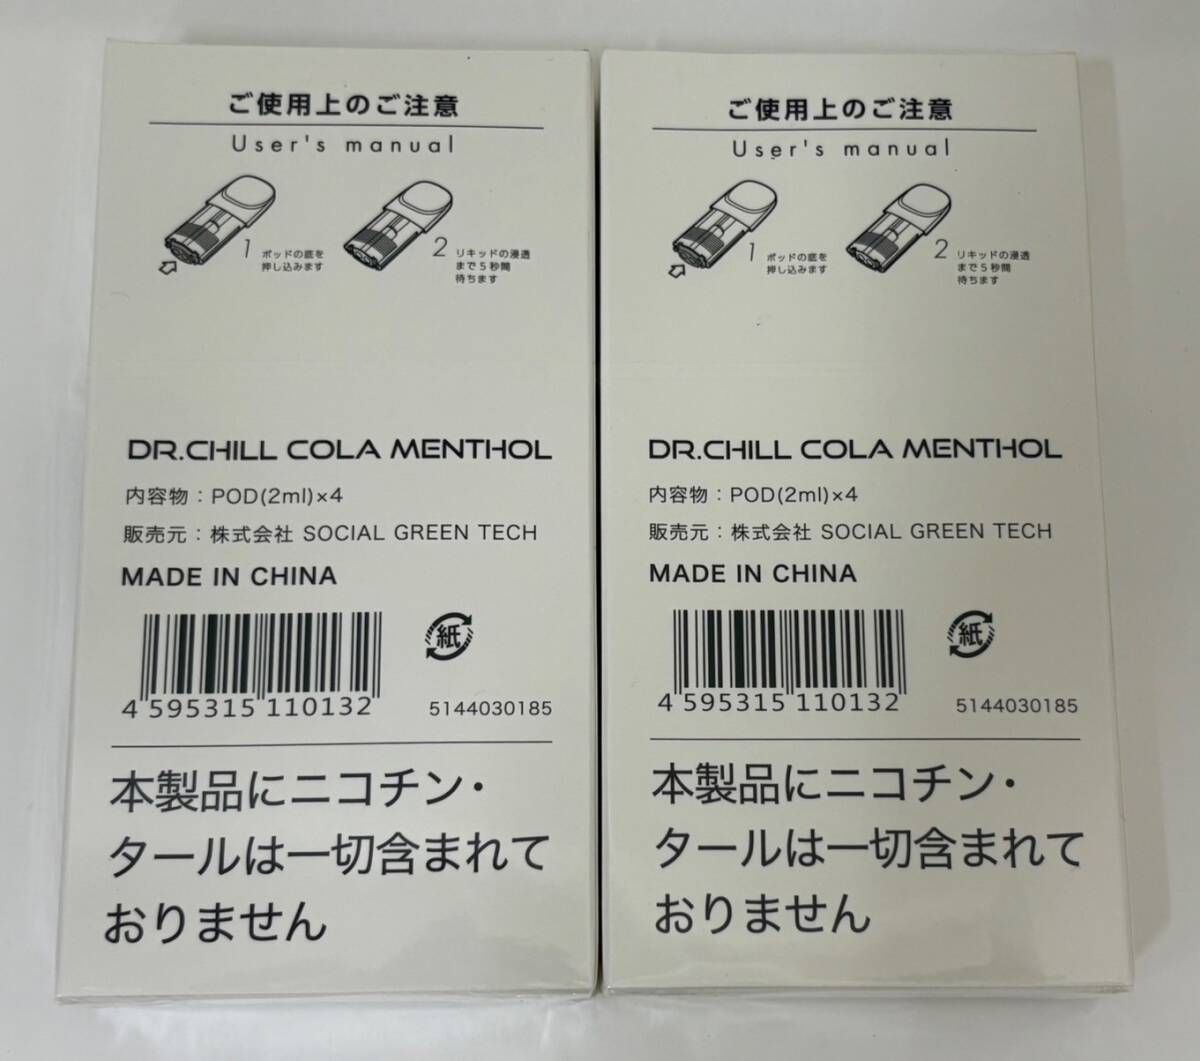 ご使用上のご注意
User's manual
1 ポッドの底を
押し込みます
2 リキッドの浸透
まで5秒間
待ちます
DR.CHILL COLA MENTHOL
内容物：POD(2ml)×4
販売元：株式会社 SOCIAL GREEN TECH
MADE IN CHINA
紙
4 595315 110132
5144030185
本製品にニコチン・
タールは一切含まれて
おりません
ご使用上のご注意
User's manual
1 ポッドの底を
押し込みます
2 リキッドの浸透
まで5秒間
待ちます
DR.CHILL COLA MENTHOL
内容物：POD(2ml)×4
販売元：株式会社 SOCIAL GREEN TECH
MADE IN CHINA
紙
4 595315 110132
5144030185
本製品にニコチン・
タールは一切含まれて
おりません